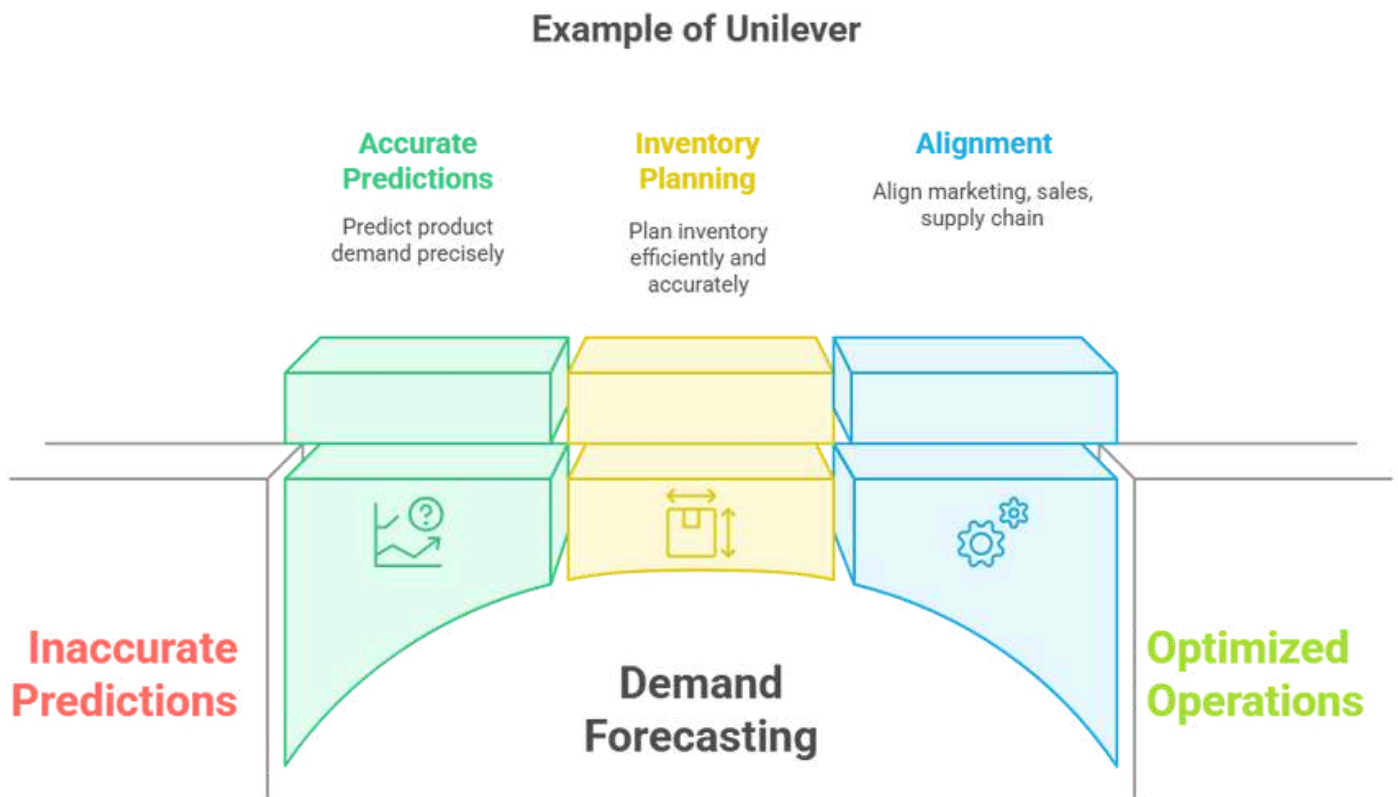 Example of Unilever
Accurate
Predictions
Predict product
demand precisely
Inventory
Planning
Plan inventory
efficiently and
accurately
Alignment
Align marketing, sales,
supply chain
Inaccurate
Predictions
Demand
Forecasting
Optimized
Operations